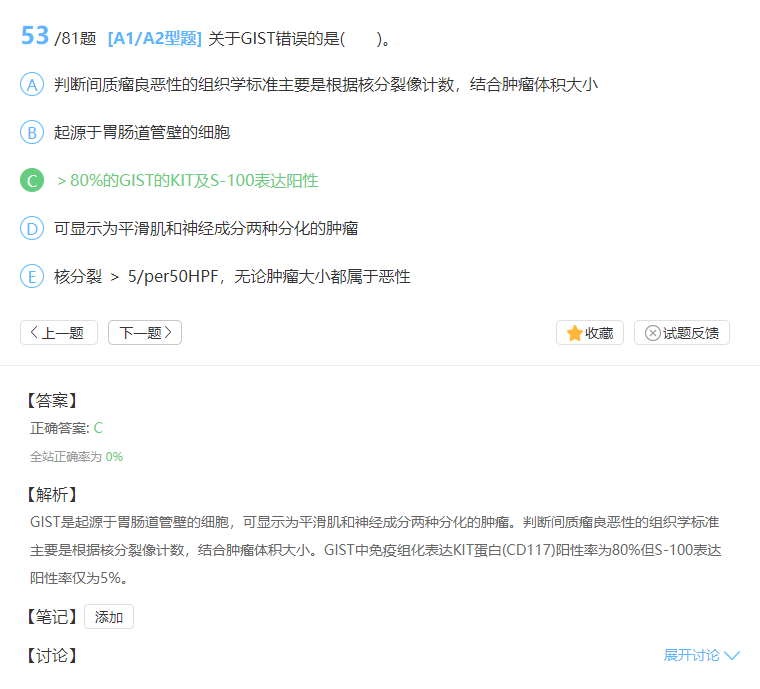 53 /81题 [A1/A2型题] 关于GIST错误的是(　　)。
A 判断间质瘤良恶性的组织学标准主要是根据核分裂像计数，结合肿瘤体积大小
B 起源于胃肠道管壁的细胞
C ＞80%的GIST的KIT及S-100表达阳性
D 可显示为平滑肌和神经成分两种分化的肿瘤
E 核分裂 ＞ 5/per50HPF，无论肿瘤大小都属于恶性
上一题 下一题 收藏 试题反馈
【答案】
正确答案: C
全站正确率为 0%
【解析】
GIST是起源于胃肠道管壁的细胞，可显示为平滑肌和神经成分两种分化的肿瘤。判断间质瘤良恶性的组织学标准
主要是根据核分裂像计数，结合肿瘤体积大小。GIST中免疫组化表达KIT蛋白(CD117)阳性率为80%但S-100表达
阳性率仅为5%。
【笔记】 添加
【讨论】 展开讨论